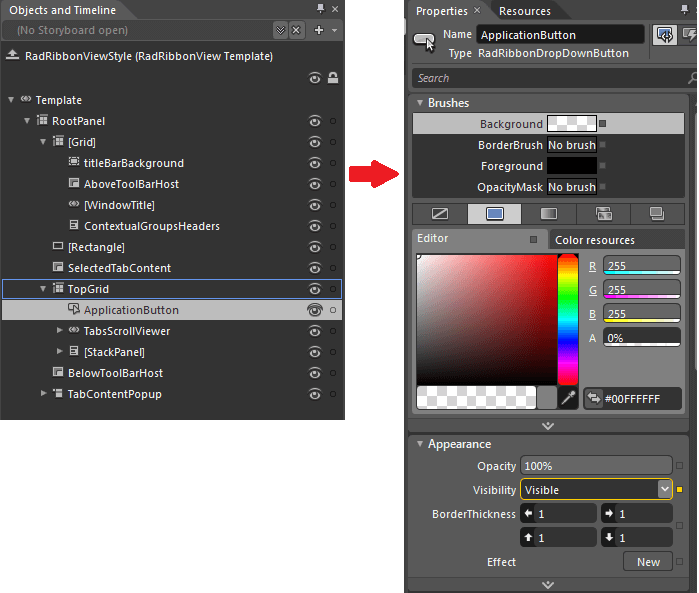 Objects and Timeline
(No Storyboard open)
RadRibbonViewStyle (RadRibbonView Template)
Template
RootPanel
[Grid]
titleBarBackground
AboveToolBarHost
[WindowTitle]
ContextualGroupsHeaders
[Rectangle]
SelectedTabContent
TopGrid
ApplicationButton
TabsScrollViewer
[StackPanel]
BelowToolBarHost
TabContentPopup
Properties Resources
Name ApplicationButton
Type RadRibbonDropDownButton
Search
Brushes
Background
BorderBrush No brush
Foreground
OpacityMask No brush
Editor Color resources
R 255
G 255
B 255
A 0%
#00FFFFFF
Appearance
Opacity 100%
Visibility Visible
BorderThickness 1 1
1 1
Effect New